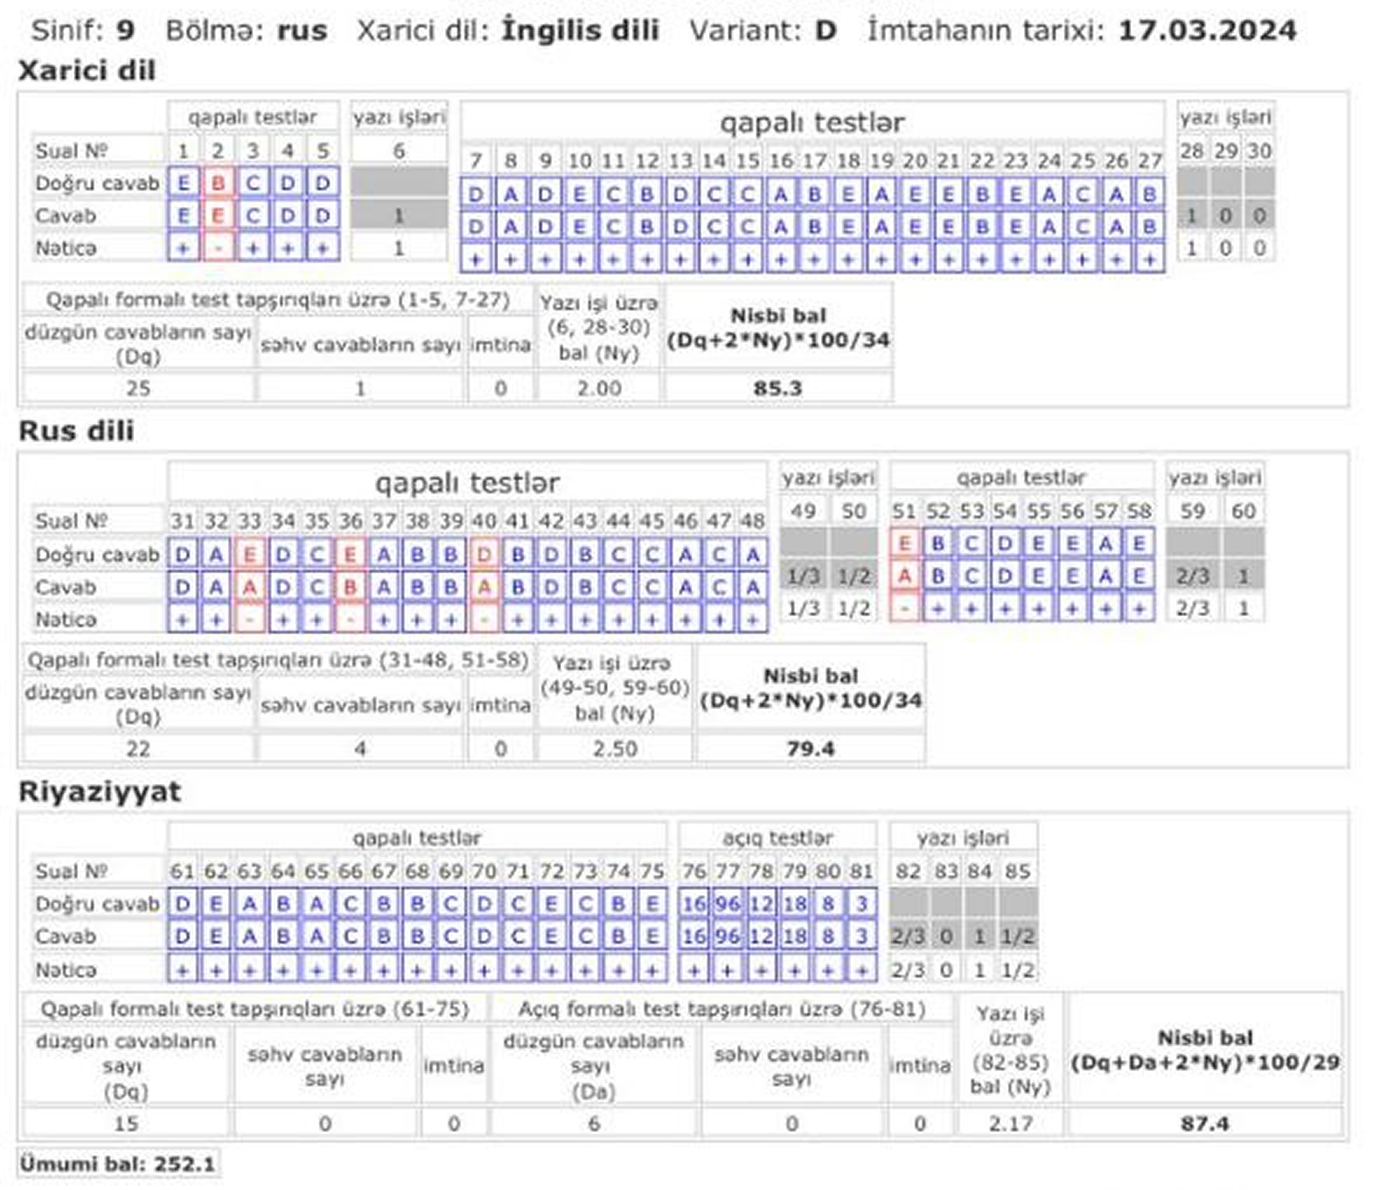 Sinif: 9 Bölmə: rus Xarici dil: İngilis dili Variant: D İmtahanın tarixi: 17.03.2024
Xarici dil
qapalı testlər yazı işləri qapalı testlər yazı işləri
Sual № 1 2 3 4 5 6 7 8 9 10 11 12 13 14 15 16 17 18 19 20 21 22 23 24 25 26 27 28 29 30
Doğru cavab E B C D D D A D E C B D C C A B E A E E B E A C A B
Cavab E E C D D 1 D A D E C B D C C A B E A E E B E A C A B 1 0 0
Nəticə + - + + + 1 + + + + + + + + + + + + + + + + + + + + + 1 0 0
Qapalı formalı test tapşırıqları üzrə (1-5, 7-27) Yazı işi üzrə (6, 28-30) bal (Ny) Nisbi bal (Dq+2*Ny)*100/34
düzgün cavabların sayı (Dq) səhv cavabların sayı imtina
25 1 0 2.00 85.3
Rus dili
qapalı testlər yazı işləri qapalı testlər yazı işləri
Sual № 31 32 33 34 35 36 37 38 39 40 41 42 43 44 45 46 47 48 49 50 51 52 53 54 55 56 57 58 59 60
Doğru cavab D A E D C E A B B D B D B C C A C A E B C D E E A E
Cavab D A A D C B A B B A B D B C C A C A 1/3 1/2 A B C D E E A E 2/3 1
Nəticə + + - + + - + + + - + + + + + + + + 1/3 1/2 - + + + + + + + 2/3 1
Qapalı formalı test tapşırıqları üzrə (31-48, 51-58) Yazı işi üzrə (49-50, 59-60) bal (Ny) Nisbi bal (Dq+2*Ny)*100/34
düzgün cavabların sayı (Dq) səhv cavabların sayı imtina
22 4 0 2.50 79.4
Riyaziyyat
qapalı testlər açıq testlər yazı işləri
Sual № 61 62 63 64 65 66 67 68 69 70 71 72 73 74 75 76 77 78 79 80 81 82 83 84 85
Doğru cavab D E A B A C B B C D C E C B E 16 96 12 18 8 3
Cavab D E A B A C B B C D C E C B E 16 96 12 18 8 3 2/3 0 1 1/2
Nəticə + + + + + + + + + + + + + + + + + + + + + 2/3 0 1 1/2
Qapalı formalı test tapşırıqları üzrə (61-75) Açıq formalı test tapşırıqları üzrə (76-81) Yazı işi üzrə (82-85) bal (Ny) Nisbi bal (Dq+Da+2*Ny)*100/29
düzgün cavabların sayı (Dq) səhv cavabların sayı imtina düzgün cavabların sayı (Da) səhv cavabların sayı imtina
15 0 0 6 0 0 2.17 87.4
Ümumi bal: 252.1